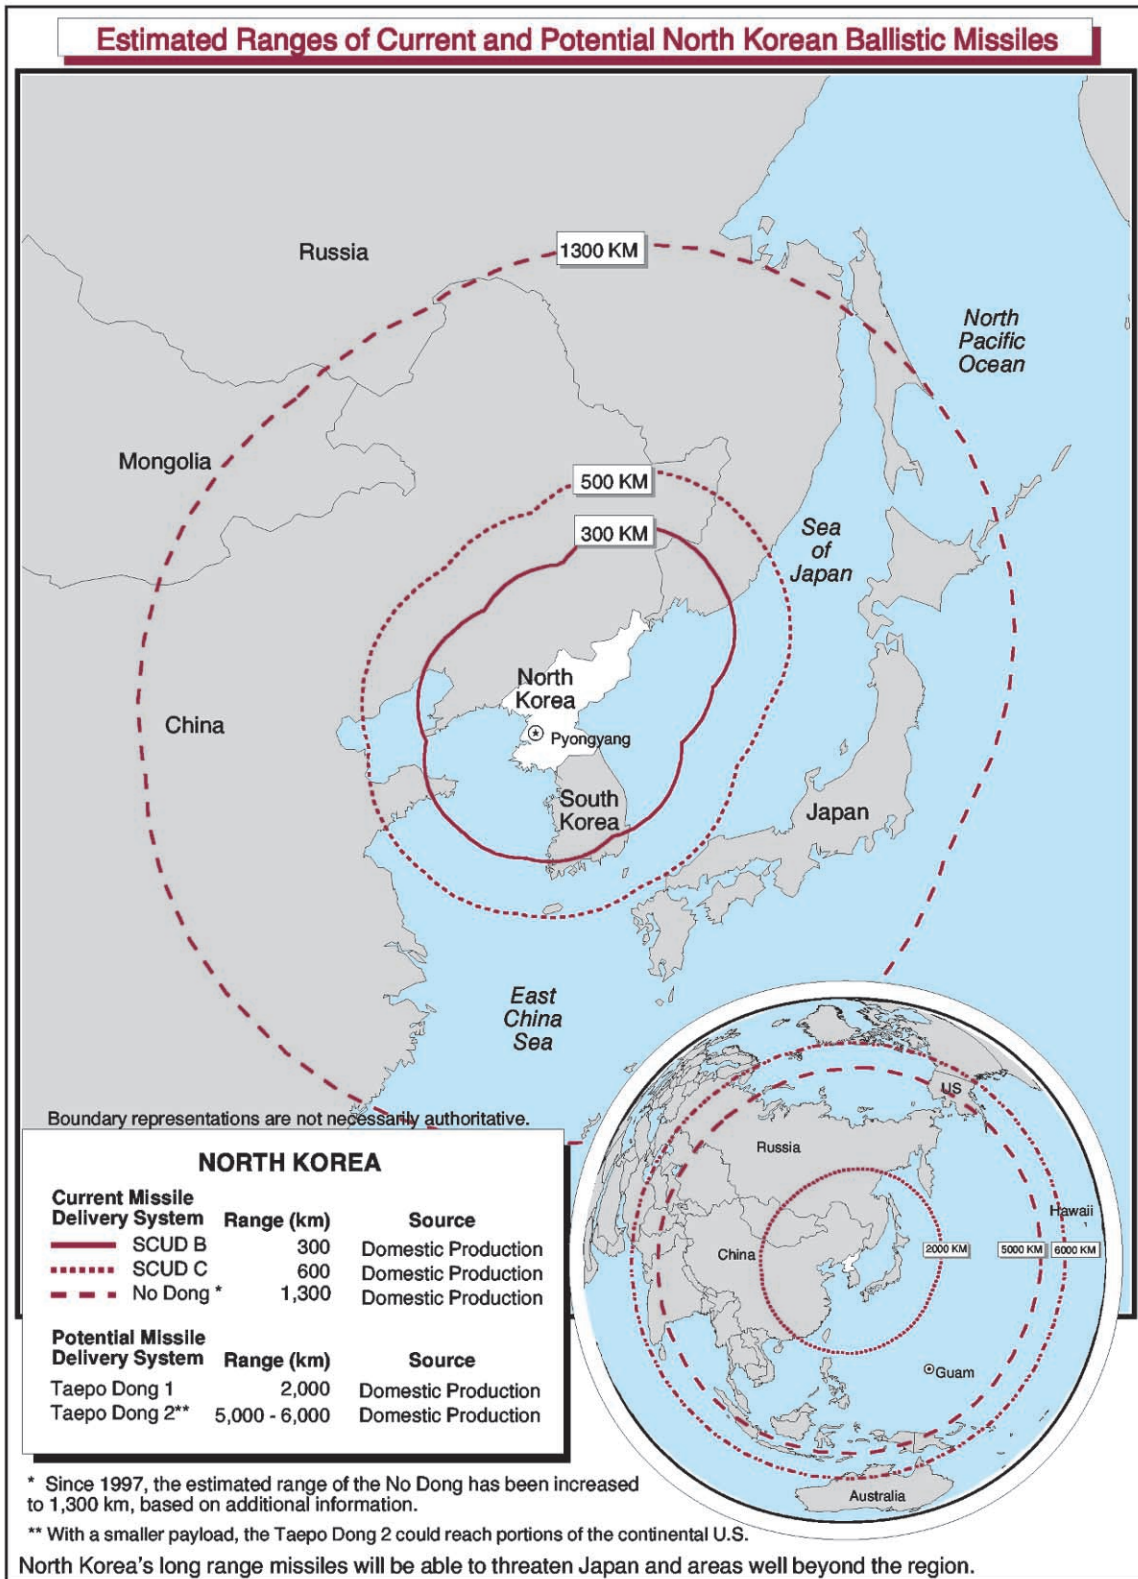 Estimated Ranges of Current and Potential North Korean Ballistic Missiles
Russia
1300 KM
North
Pacific
Ocean
Mongolia
500 KM
300 KM
Sea
of
Japan
North
Korea
China
Pyongyang
South
Korea
Japan
East
China
Sea
Boundary representations are not necessarily authoritative.
US
Russia
Hawaii
China
2000 KM
5000 KM
6000 KM
Guam
Australia
NORTH KOREA
Current Missile
Delivery System Range (km) Source
SCUD B 300 Domestic Production
SCUD C 600 Domestic Production
No Dong * 1,300 Domestic Production
Potential Missile
Delivery System Range (km) Source
Taepo Dong 1 2,000 Domestic Production
Taepo Dong 2** 5,000 - 6,000 Domestic Production
* Since 1997, the estimated range of the No Dong has been increased
to 1,300 km, based on additional information.
** With a smaller payload, the Taepo Dong 2 could reach portions of the continental U.S.
North Korea's long range missiles will be able to threaten Japan and areas well beyond the region.